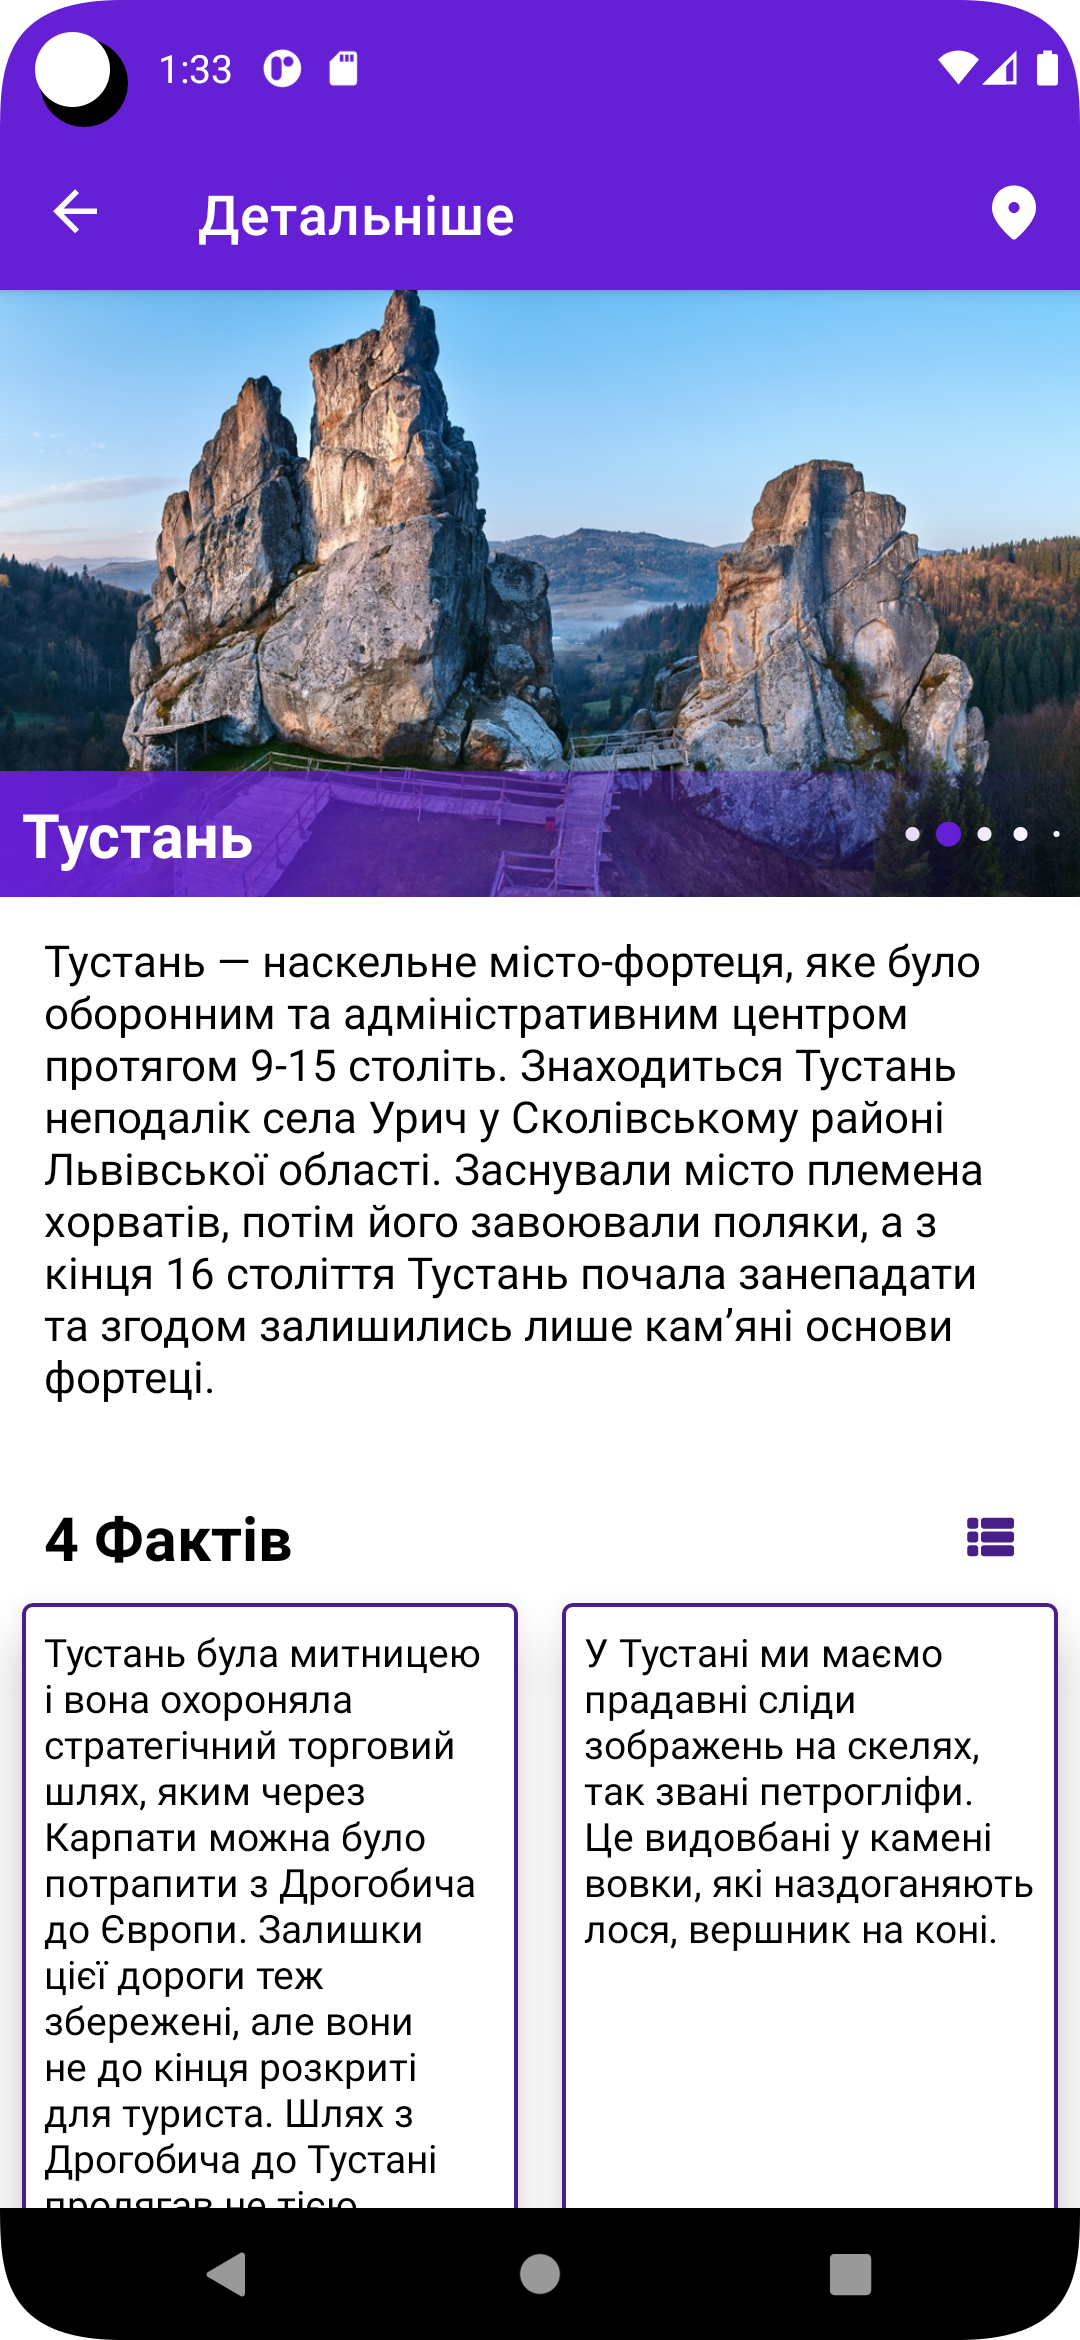 1:33
Детальніше
Тустань
Тустань — наскельне місто-фортеця, яке було
оборонним та адміністративним центром
протягом 9-15 століть. Знаходиться Тустань
неподалік села Урич у Сколівському районі
Львівської області. Заснували місто племена
хорватів, потім його завоювали поляки, а з
кінця 16 століття Тустань почала занепадати
та згодом залишились лише кам’яні основи
фортеці.
4 Фактів
Тустань була митницею
і вона охороняла
стратегічний торговий
шлях, яким через
Карпати можна було
потрапити з Дрогобича
до Європи. Залишки
цієї дороги теж
збережені, але вони
не до кінця розкриті
для туриста. Шлях з
Дрогобича до Тустані
пролягав не тією
У Тустані ми маємо
прадавні сліди
зображень на скелях,
так звані петрогліфи.
Це видовбані у камені
вовки, які наздоганяють
лося, вершник на коні.